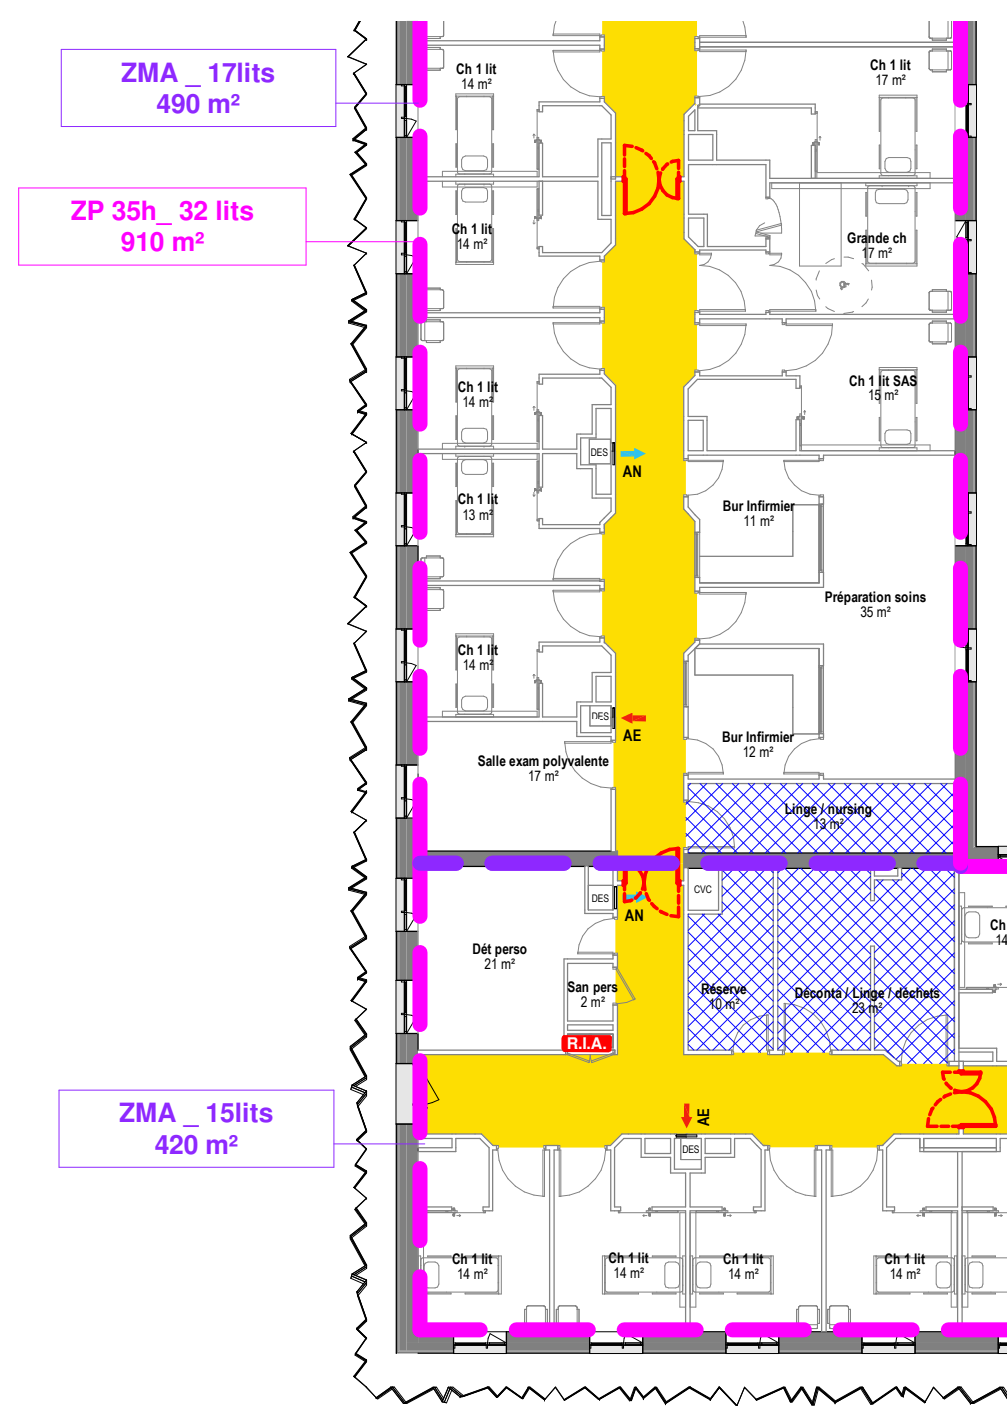 ZMA _ 17lits
490 m²
ZP 35h_ 32 lits
910 m²
ZMA _ 15lits
420 m²
Ch 1 lit
14 m²
Ch 1 lit
17 m²
Ch 1 lit
14 m²
Grande ch
17 m²
Ch 1 lit
14 m²
Ch 1 lit SAS
15 m²
DES
AN
Ch 1 lit
13 m²
Bur Infirmier
11 m²
Préparation soins
35 m²
Ch 1 lit
14 m²
DES
AE
Bur Infirmier
12 m²
Salle exam polyvalente
17 m²
Linge / nursing
13 m²
DES
AN
CVC
Ch
14
Dét perso
21 m²
San pers
2 m²
Réserve
10 m²
Déconta / Linge / déchets
23 m²
R.I.A.
AE
DES
Ch 1 lit
14 m²
Ch 1 lit
14 m²
Ch 1 lit
14 m²
Ch 1 lit
14 m²